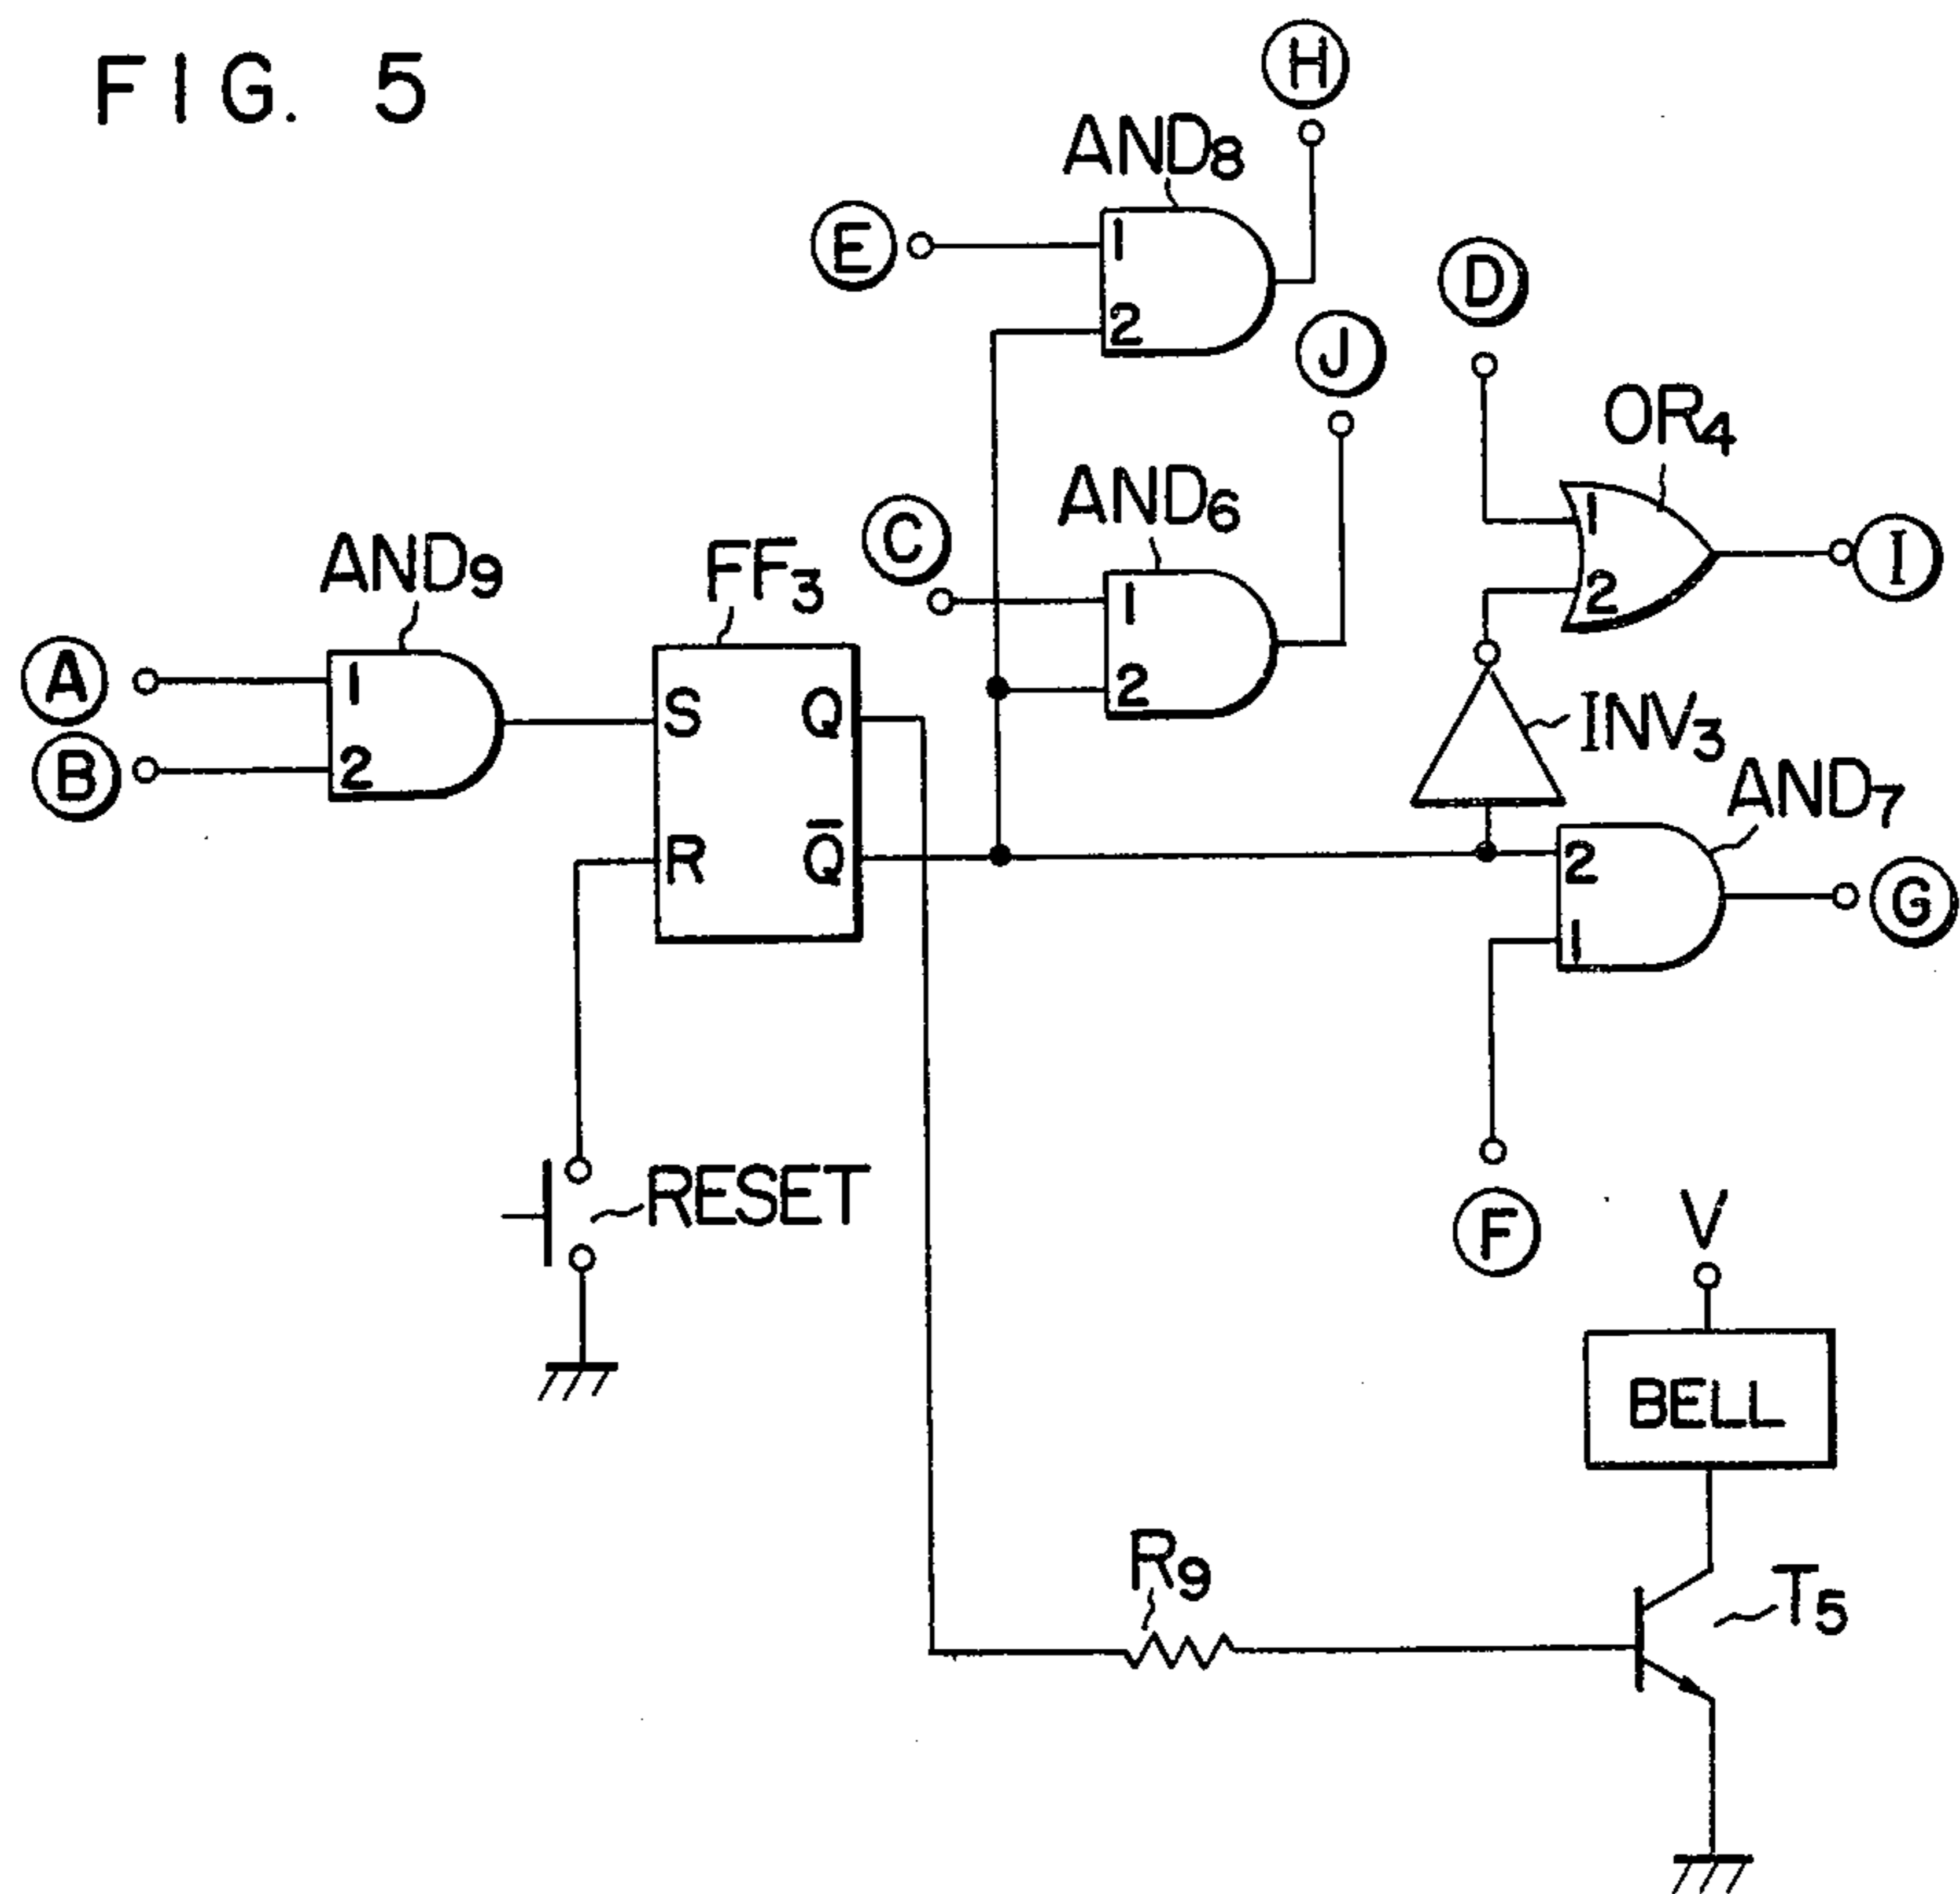 FIG. 5
H
AND8
E
1
2
D
J
OR4
1
2
I
AND6
C
1
2
AND9
FF3
A
1
B
2
S
Q
R
Q̅
INV3
AND7
2
1
G
RESET
F
V
BELL
R9
T5